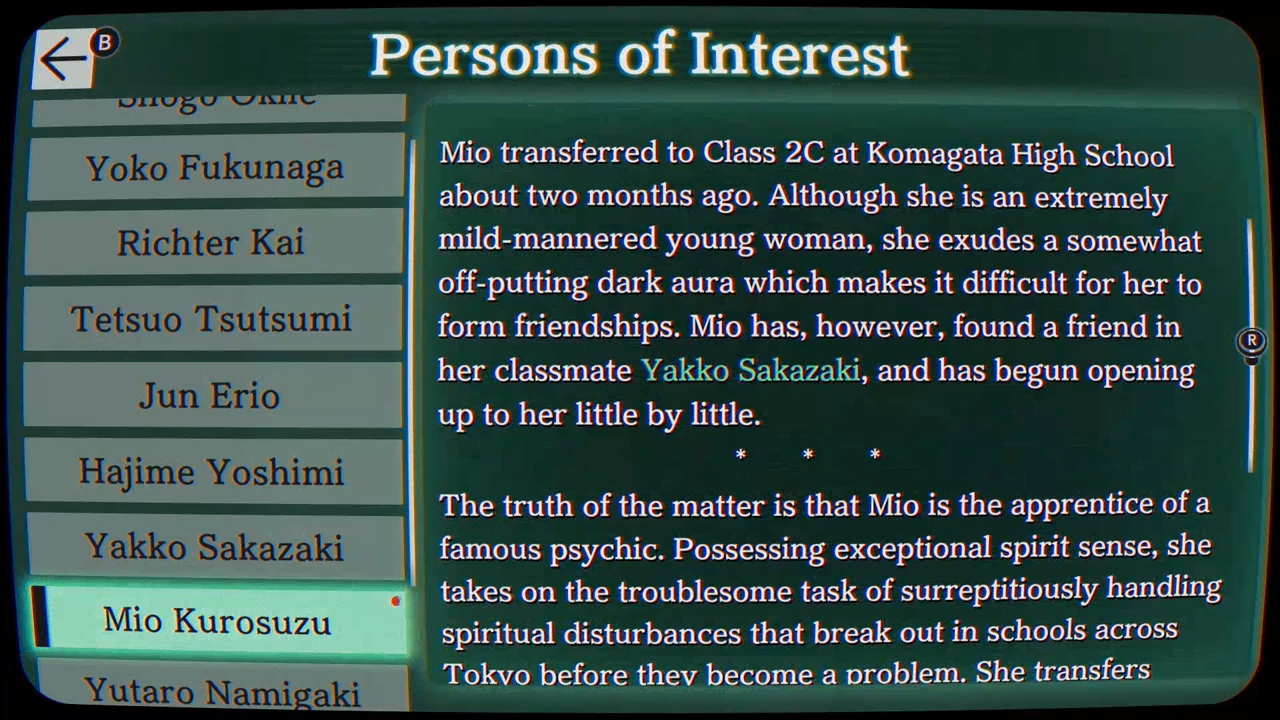 B
Persons of Interest
Shogo Okiie
Yoko Fukunaga
Richter Kai
Tetsuo Tsutsumi
Jun Erio
Hajime Yoshimi
Yakko Sakazaki
Mio Kurosuzu
Yutaro Namigaki
Mio transferred to Class 2C at Komagata High School
about two months ago. Although she is an extremely
mild-mannered young woman, she exudes a somewhat
off-putting dark aura which makes it difficult for her to
form friendships. Mio has, however, found a friend in
her classmate Yakko Sakazaki, and has begun opening
up to her little by little.
* * *
The truth of the matter is that Mio is the apprentice of a
famous psychic. Possessing exceptional spirit sense, she
takes on the troublesome task of surreptitiously handling
spiritual disturbances that break out in schools across
Tokyo before they become a problem. She transfers
R